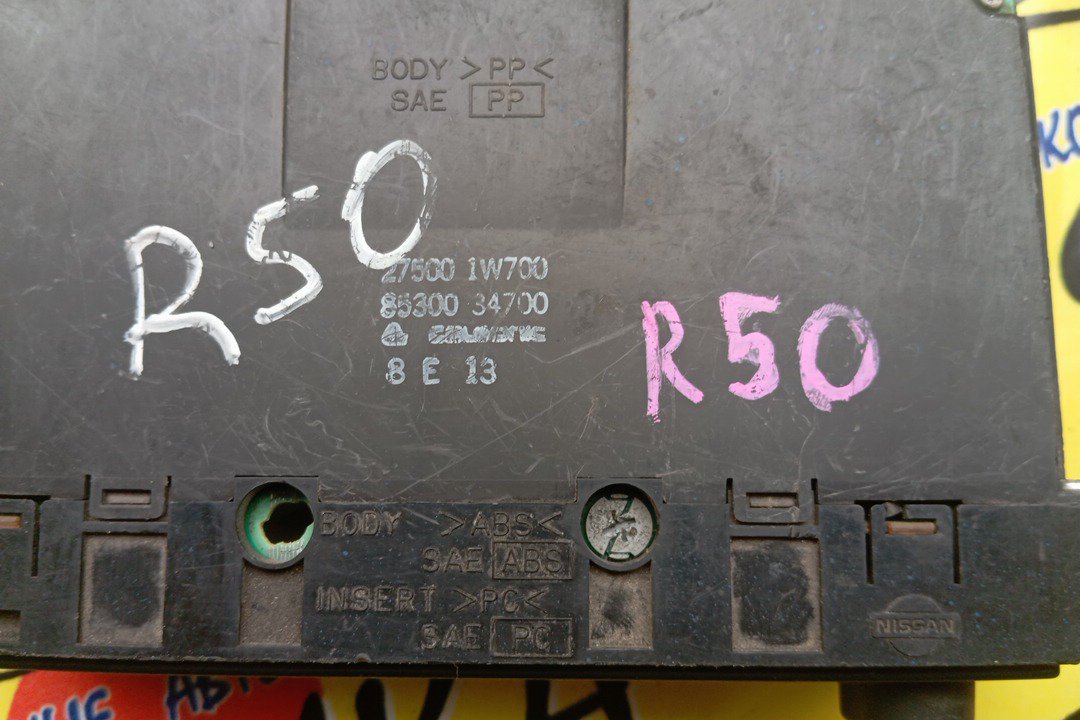 BODY >PP<
SAE PP
R50
27500 1W700
85300 34700
R50
8 E 13
BODY >ABS<
SAE ABS
INSERT >PC<
SAE PC
NISSAN